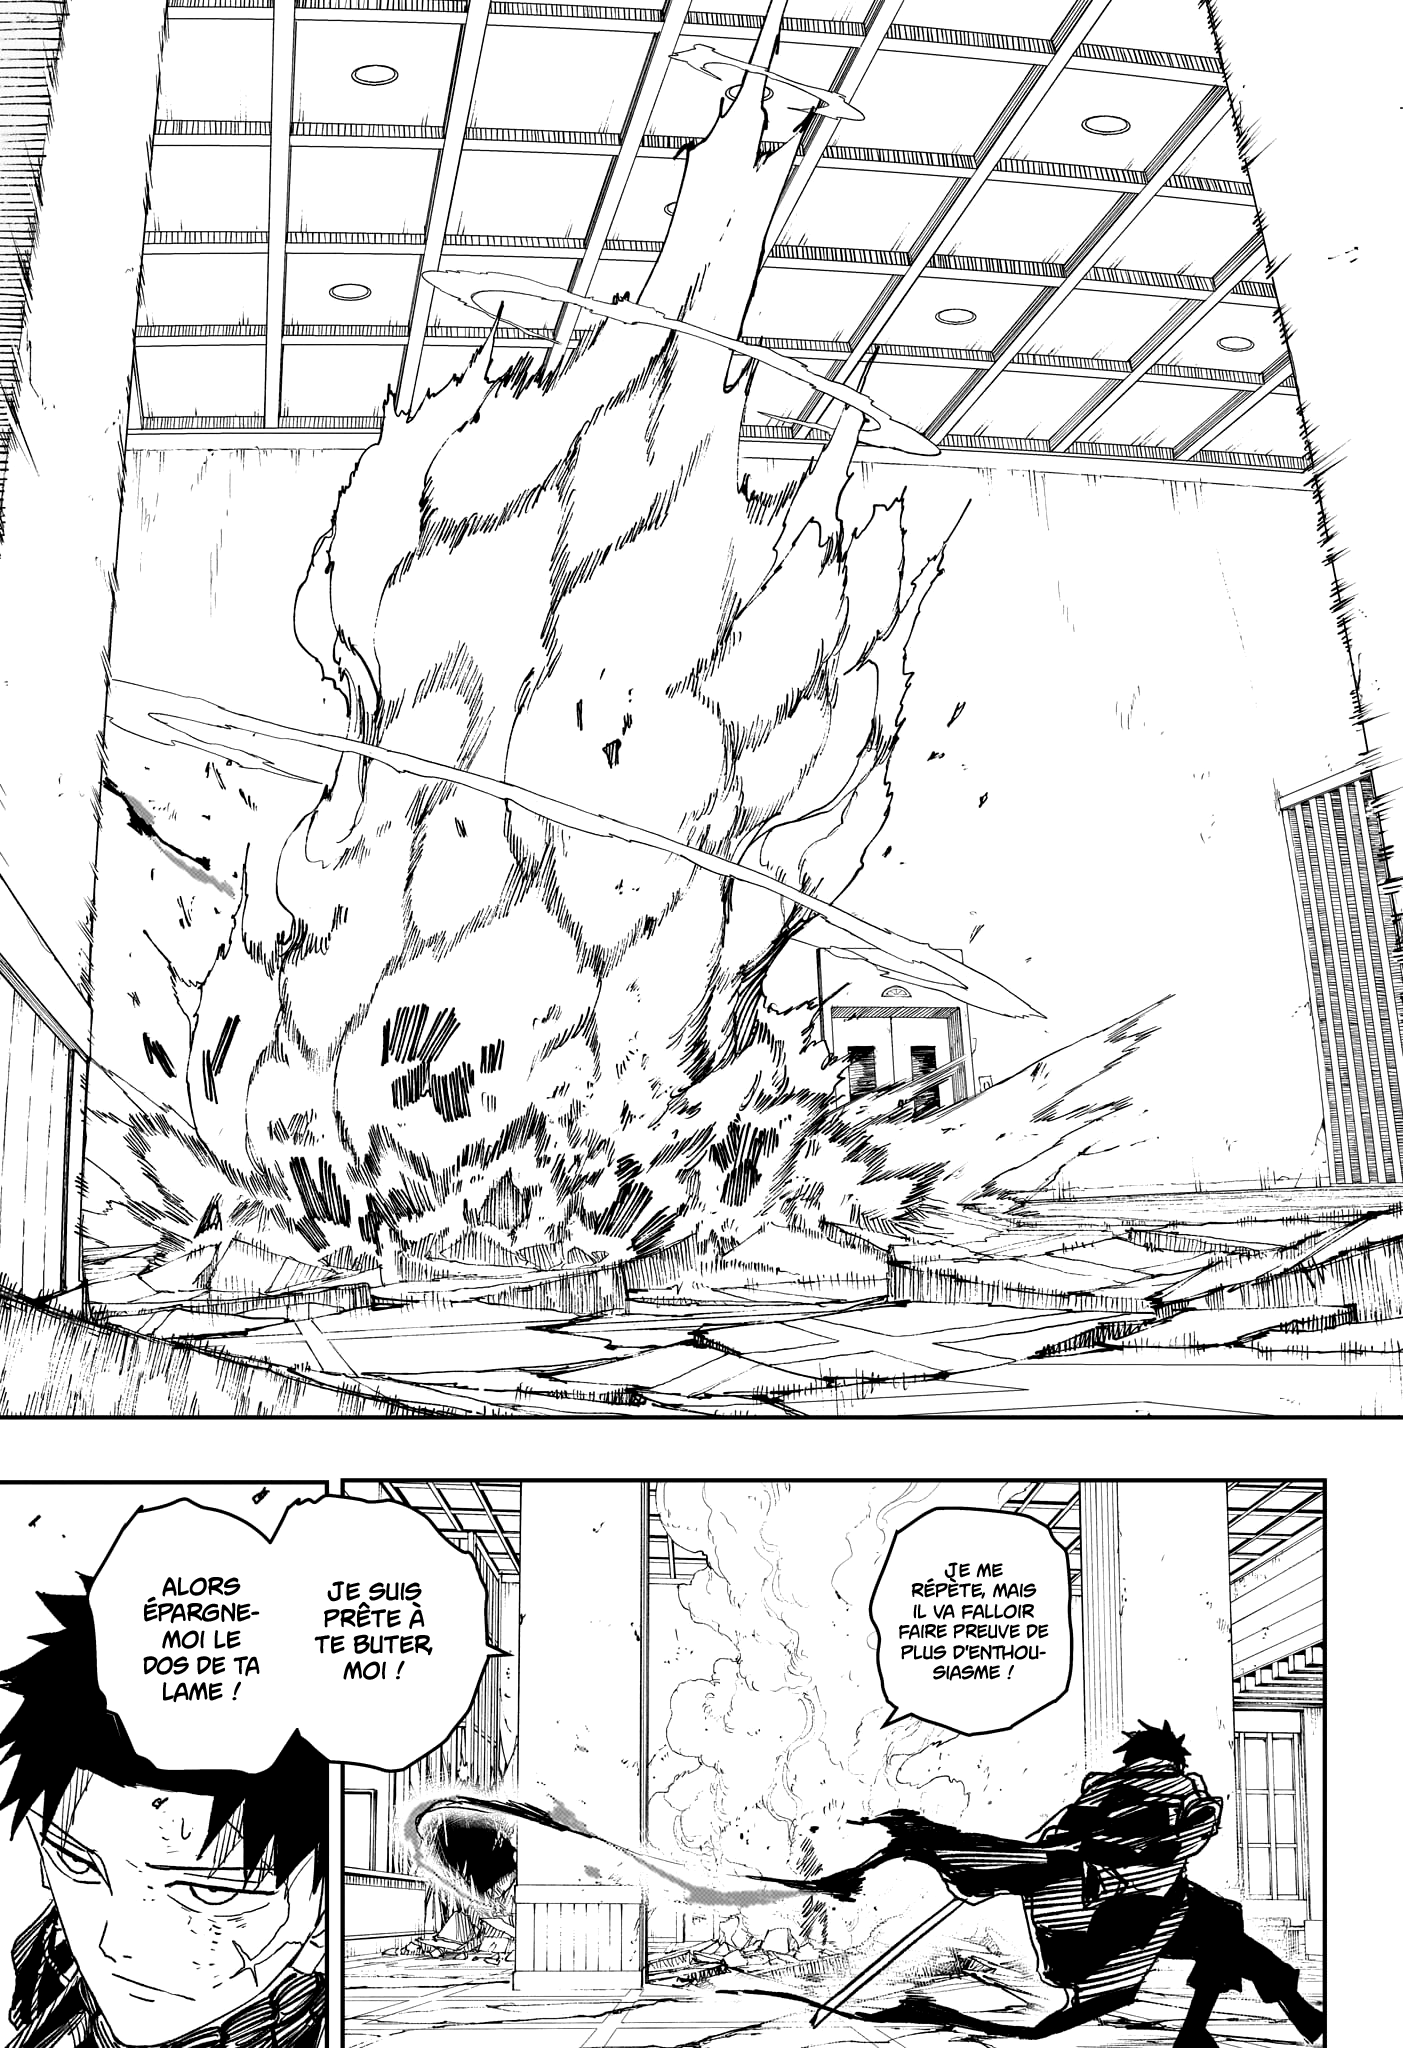 JE ME
RÉPÈTE, MAIS
IL VA FALLOIR
FAIRE PREUVE DE
PLUS D'ENTHOU-
SIASME !
JE SUIS
PRÊTE À
TE BUTER,
MOI !
ALORS
ÉPARGNE-
MOI LE
DOS DE TA
LAME !